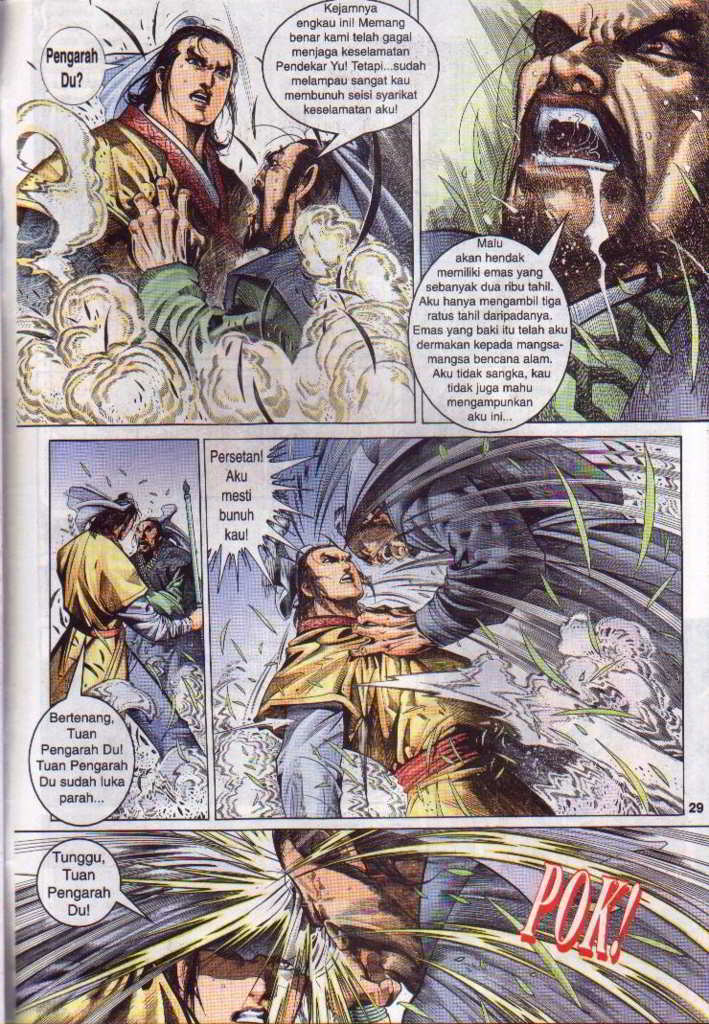 Pengarah
Du?
Kejamnya
engkau ini! Memang
benar kami telah gagal
menjaga keselamatan
Pendekar Yu! Tetapi...sudah
melampau sangat kau
membunuh seisi syarikat
keselamatan aku!
Malu
akan hendak
memiliki emas yang
sebanyak dua ribu tahil.
Aku hanya mengambil tiga
ratus tahil daripadanya.
Emas yang baki itu telah aku
dermakan kepada mangsa-
mangsa bencana alam.
Aku tidak sangka, kau
tidak juga mahu
mengampunkan
aku ini...
Bertenang,
Tuan
Pengarah Du!
Tuan Pengarah
Du sudah luka
parah...
Persetan!
Aku
mesti
bunuh
kau!
29
Tunggu,
Tuan
Pengarah
Du!
POK!